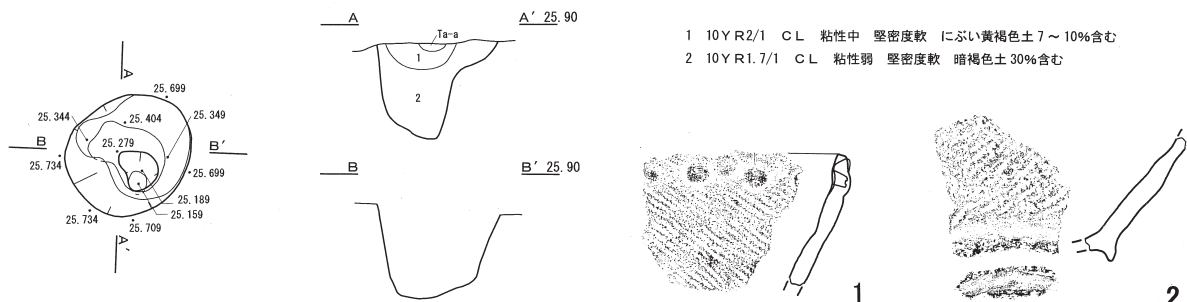 A
25.699
25.344
25.404
25.349
B
25.279
B'
25.734
25.699
25.189
25.734
25.159
25.709
A'
A
A' 25.90
Ta-a
1
2
B
B' 25.90
1 10YR2/1 CL 粘性中 堅密度軟 にぶい黄褐色土7～10%含む
2 10YR1.7/1 CL 粘性弱 堅密度軟 暗褐色土30%含む
1
2